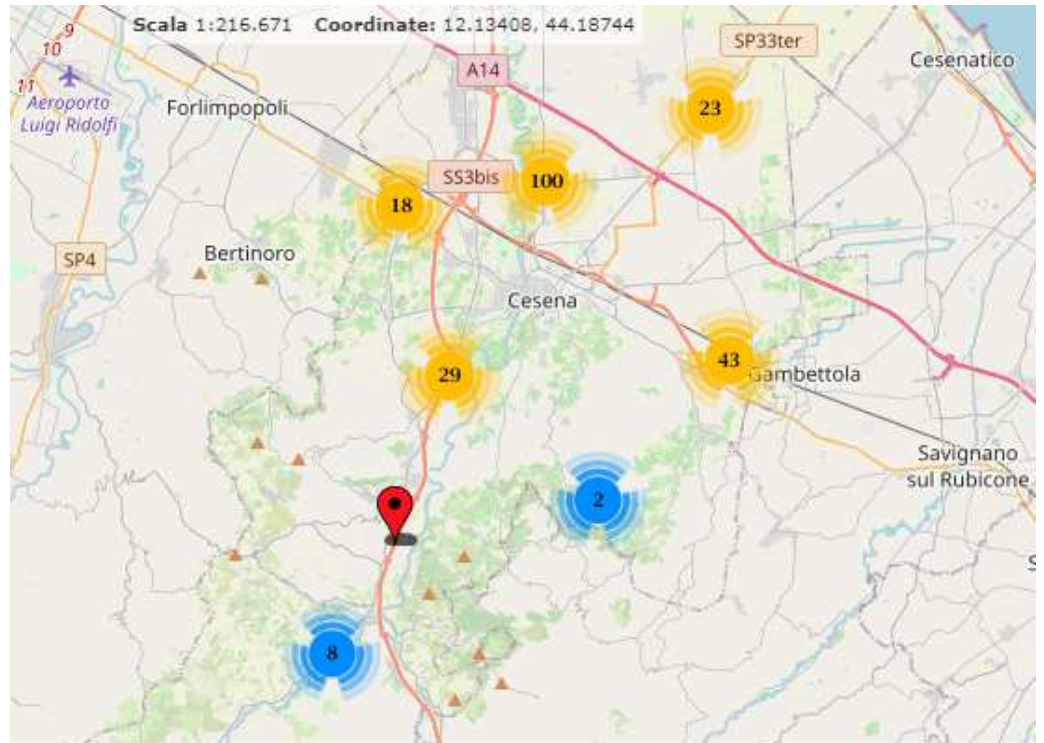 Scala 1:216.671 Coordinate: 12.13408, 44.18744
9
10
11
SP33ter
Cesenatico
A14
Aeroporto
Luigi Ridolfi
Forlimpopoli
23
SS3bis
100
18
SP4
Bertinoro
Cesena
29
43
Gambettola
Savignano
sul Rubicone
2
S
8